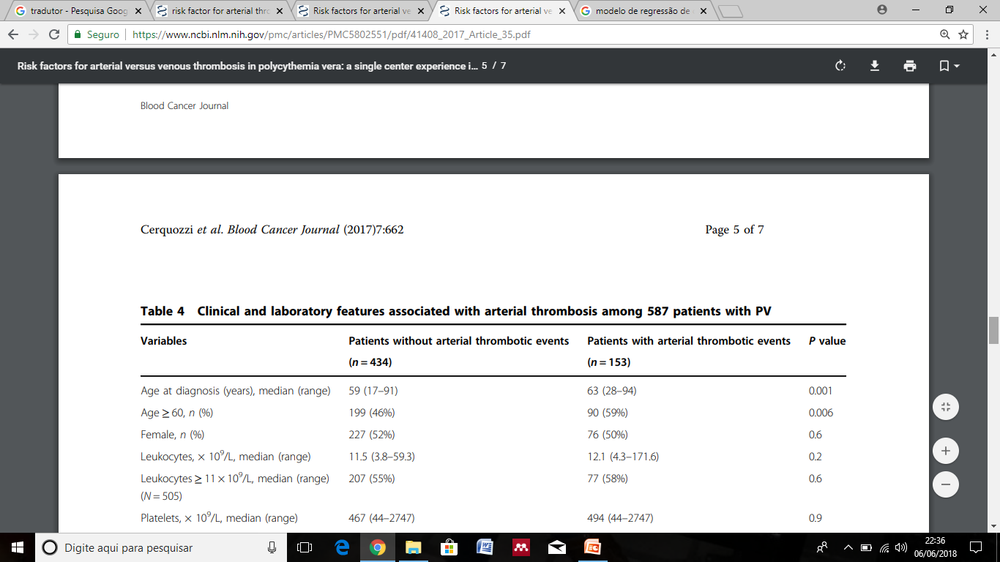 tradutor - Pesquisa Goog
risk factor for arterial thro
Risk factors for arterial ve
Risk factors for arterial ve
modelo de regressão de
Seguro
https://www.ncbi.nlm.nih.gov/pmc/articles/PMC5802551/pdf/41408_2017_Article_35.pdf
Risk factors for arterial versus venous thrombosis in polycythemia vera: a single center experience i... 5 / 7
Blood Cancer Journal
Cerquozzi et al. Blood Cancer Journal (2017)7:662 Page 5 of 7
Table 4 Clinical and laboratory features associated with arterial thrombosis among 587 patients with PV
Variables Patients without arterial thrombotic events Patients with arterial thrombotic events P value
(n = 434) (n = 153)
Age at diagnosis (years), median (range) 59 (17–91) 63 (28–94) 0.001
Age ≥ 60, n (%) 199 (46%) 90 (59%) 0.006
Female, n (%) 227 (52%) 76 (50%) 0.6
Leukocytes, × 10⁹/L, median (range) 11.5 (3.8–59.3) 12.1 (4.3–171.6) 0.2
Leukocytes ≥ 11 × 10⁹/L, median (range) 207 (55%) 77 (58%) 0.6
(N = 505)
Platelets, × 10⁹/L, median (range) 467 (44–2747) 494 (44–2747) 0.9
Digite aqui para pesquisar
22:36
06/06/2018